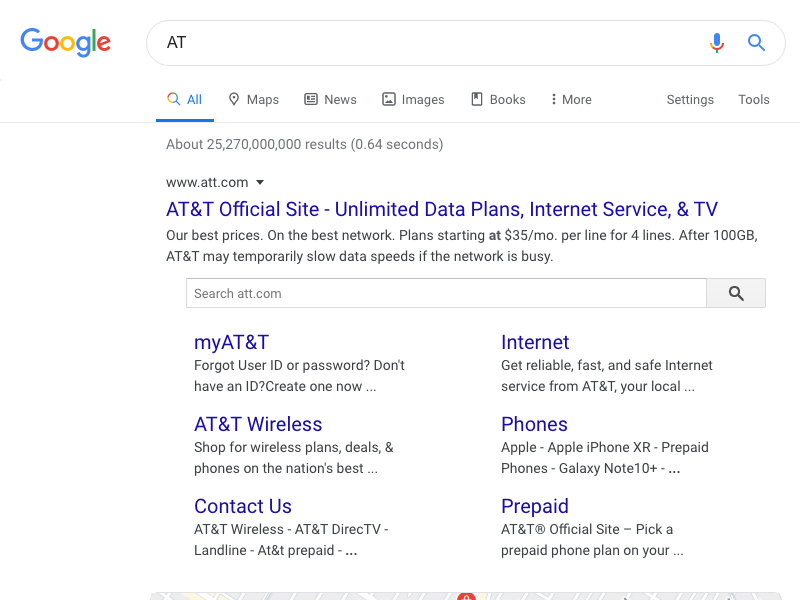 Google
AT
All Maps News Images Books More Settings Tools
About 25,270,000,000 results (0.64 seconds)
www.att.com
AT&T Official Site - Unlimited Data Plans, Internet Service, & TV
Our best prices. On the best network. Plans starting at $35/mo. per line for 4 lines. After 100GB,
AT&T may temporarily slow data speeds if the network is busy.
Search att.com
myAT&T
Forgot User ID or password? Don't
have an ID?Create one now ...
Internet
Get reliable, fast, and safe Internet
service from AT&T, your local ...
AT&T Wireless
Shop for wireless plans, deals, &
phones on the nation's best ...
Phones
Apple - Apple iPhone XR - Prepaid
Phones - Galaxy Note10+ - ...
Contact Us
AT&T Wireless - AT&T DirecTV -
Landline - At&t prepaid - ...
Prepaid
AT&T® Official Site – Pick a
prepaid phone plan on your ...